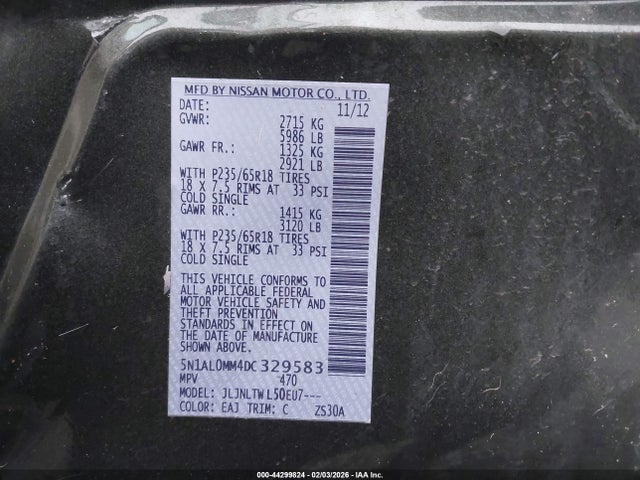 MFD BY NISSAN MOTOR CO., LTD.
DATE: 11/12
GVWR: 2715 KG
5986 LB
GAWR FR.: 1325 KG
2921 LB
WITH P235/65R18 TIRES
18 X 7.5 RIMS AT 33 PSI
COLD SINGLE
GAWR RR.: 1415 KG
3120 LB
WITH P235/65R18 TIRES
18 X 7.5 RIMS AT 33 PSI
COLD SINGLE
THIS VEHICLE CONFORMS TO
ALL APPLICABLE FEDERAL
MOTOR VEHICLE SAFETY AND
THEFT PREVENTION
STANDARDS IN EFFECT ON
THE DATE OF MANUFACTURE
SHOWN ABOVE.
5N1AL0MM4DC329583
MPV 470
MODEL: JLJNLTWL50EU7---
COLOR: EAJ TRIM: C ZS30A
000-44299824 | 02/03/2026 - IAA Inc.